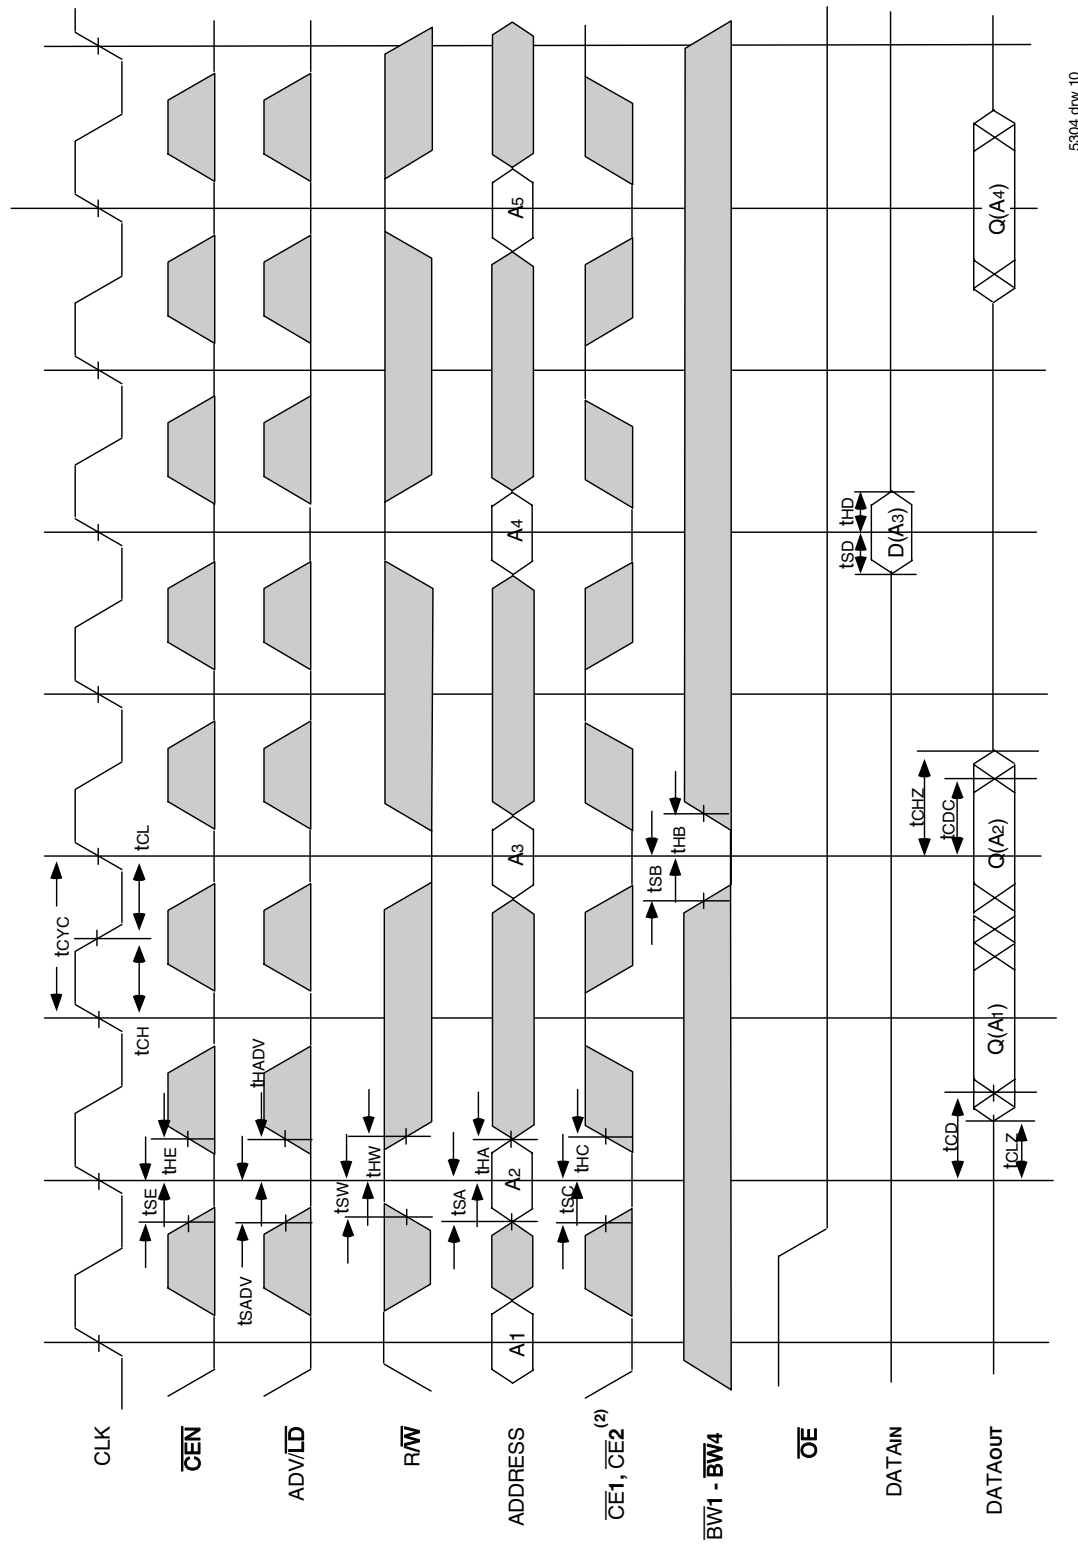 CLK
tCYC
tCH
tCL
CEN
tSE
tHE
ADV/LD
tSADV
tHADV
R/W
tSW
tHW
ADDRESS
A1
A2
A3
A4
A5
tSA
tHA
CE1, CE2(2)
tSC
tHC
BW1 - BW4
tSB
tHB
OE
DATAIN
tSD
tHD
D(A3)
DATAOUT
tCD
tCLZ
tCHZ
tCDC
Q(A1)
Q(A2)
Q(A4)
5304 drw 10